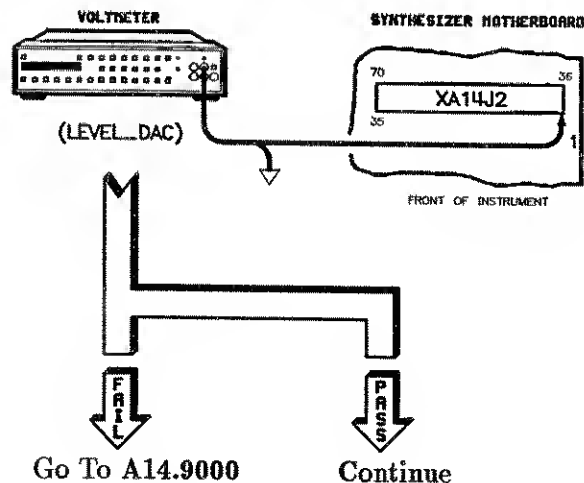 VOLTMETER
SYNTHESIZER MOTHERBOARD
70
36
XA14J2
35
1
(LEVEL_DAC)
FRONT OF INSTRUMENT
FAIL
PASS
Go To A14.9000
Continue